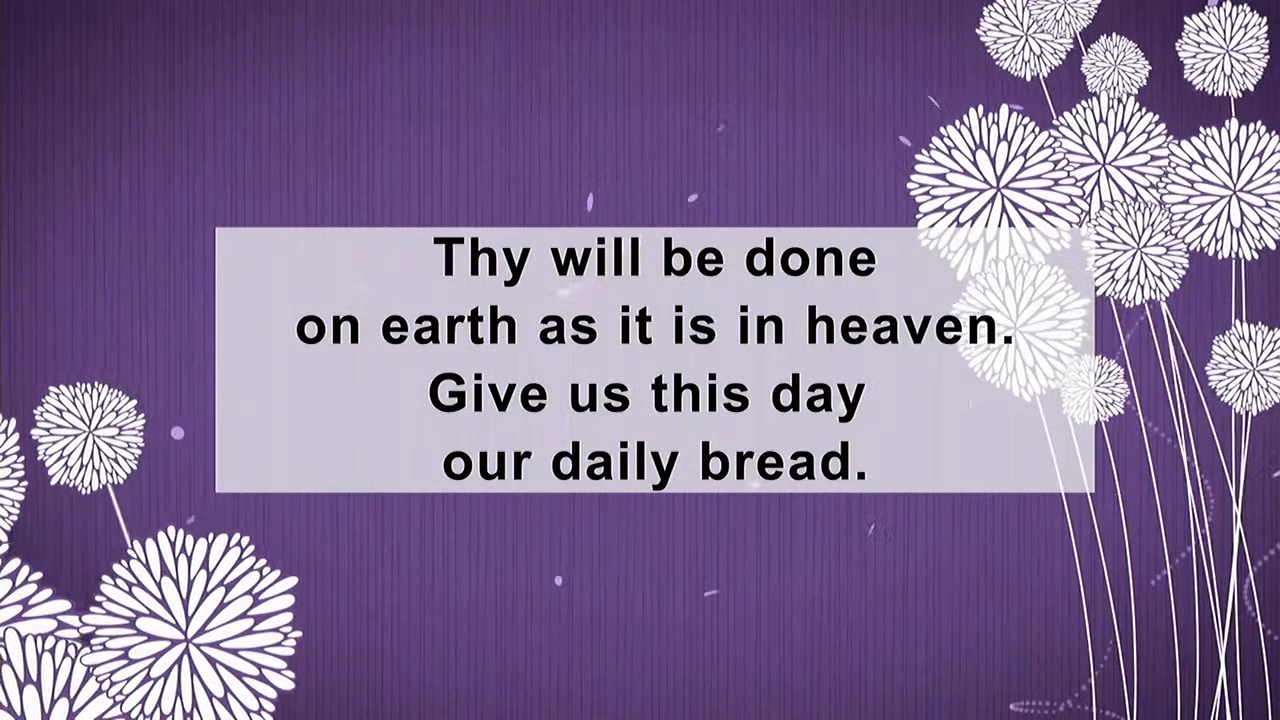 Thy will be done
on earth as it is in heaven.
Give us this day
our daily bread.